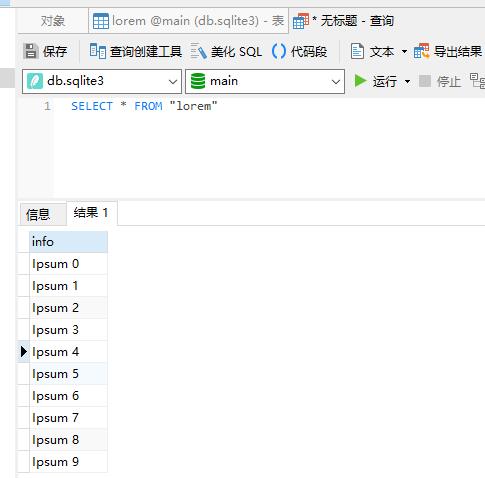 对象 lorem @main (db.sqlite3) - 表 * 无标题 - 查询
保存 查询创建工具 美化 SQL () 代码段 文本 导出结果
db.sqlite3 main 运行 停止
1 SELECT * FROM "lorem"
信息 结果 1
info
Ipsum 0
Ipsum 1
Ipsum 2
Ipsum 3
Ipsum 4
Ipsum 5
Ipsum 6
Ipsum 7
Ipsum 8
Ipsum 9